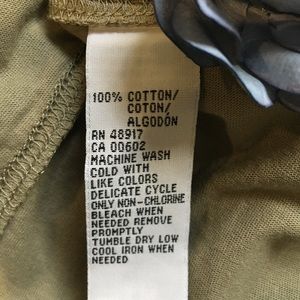 100% COTTON/
COTON/
ALGODÓN
RN 48917
CA 00602
MACHINE WASH
COLD WITH
LIKE COLORS
DELICATE CYCLE
ONLY NON-CHLORINE
BLEACH WHEN
NEEDED REMOVE
PROMPTLY
TUMBLE DRY LOW
COOL IRON WHEN
NEEDED